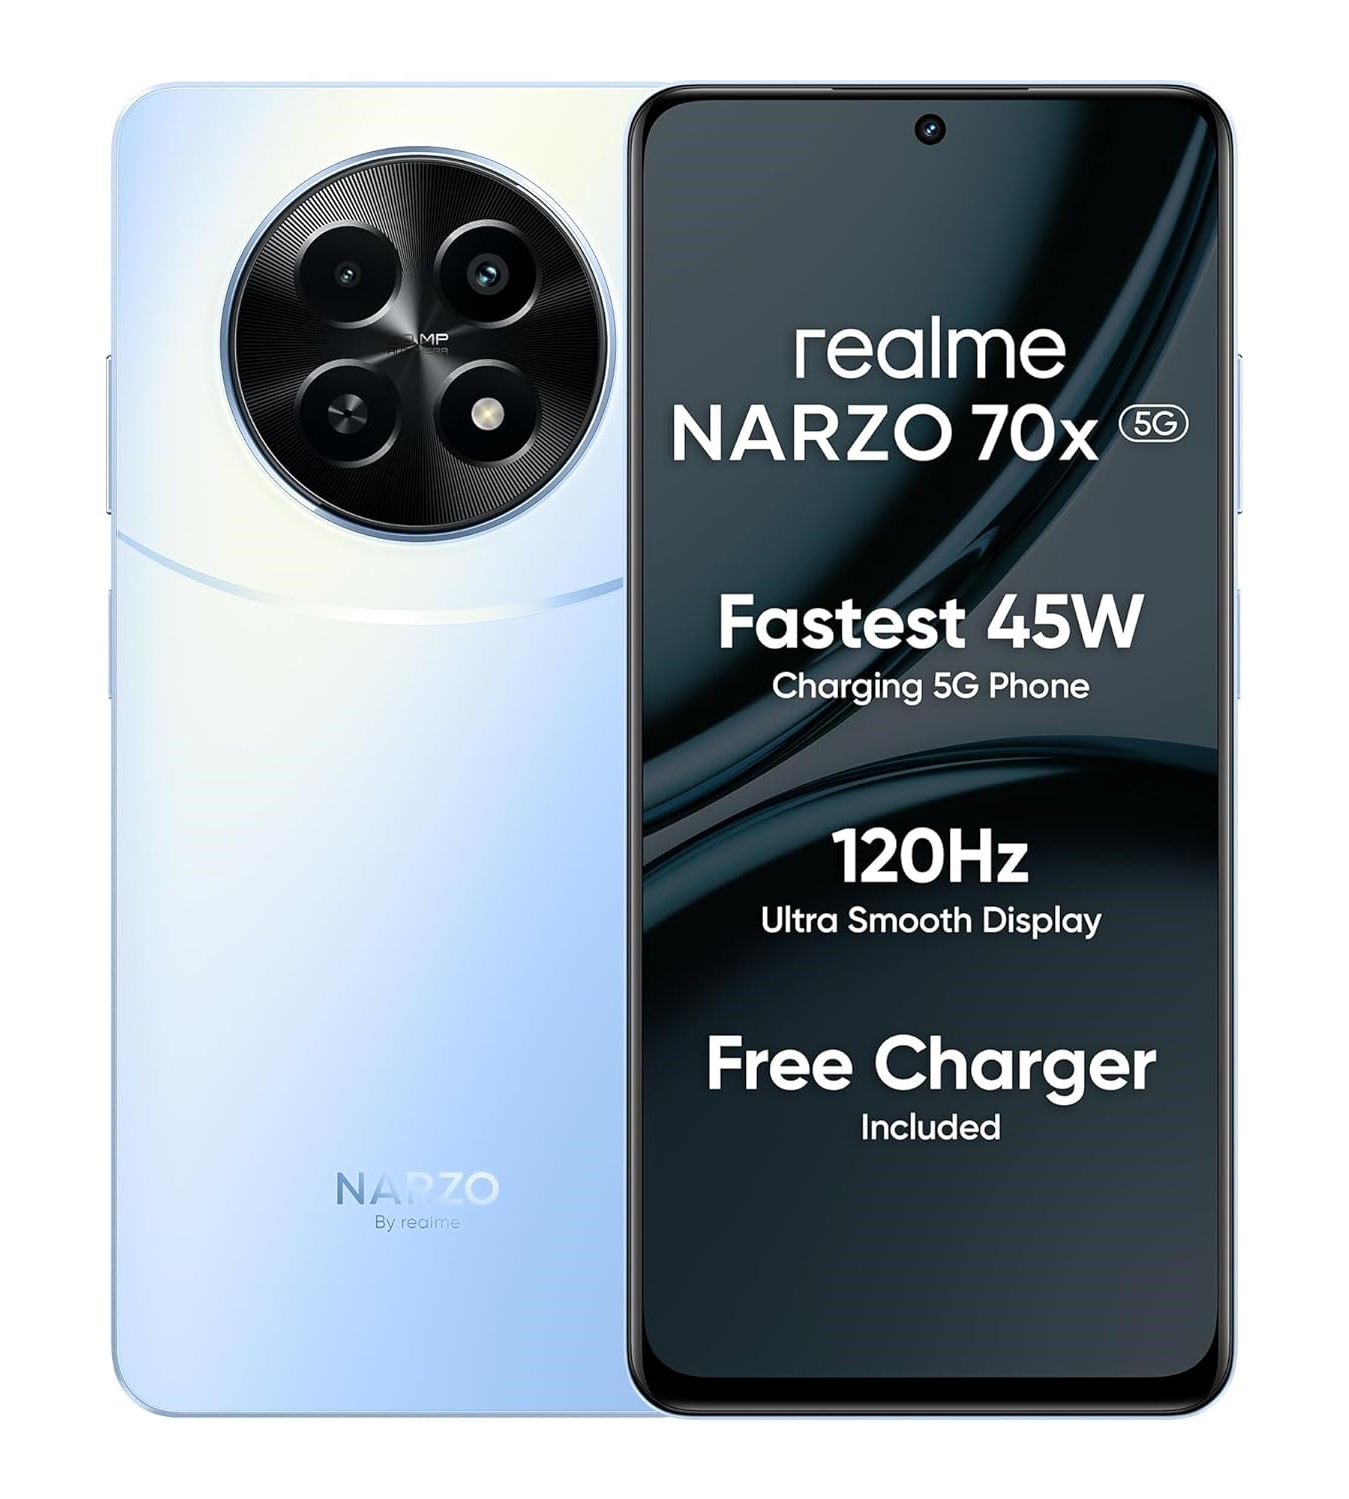 MP
NARZO
By realme
realme
NARZO 70x 5G
Fastest 45W
Charging 5G Phone
120Hz
Ultra Smooth Display
Free Charger
Included